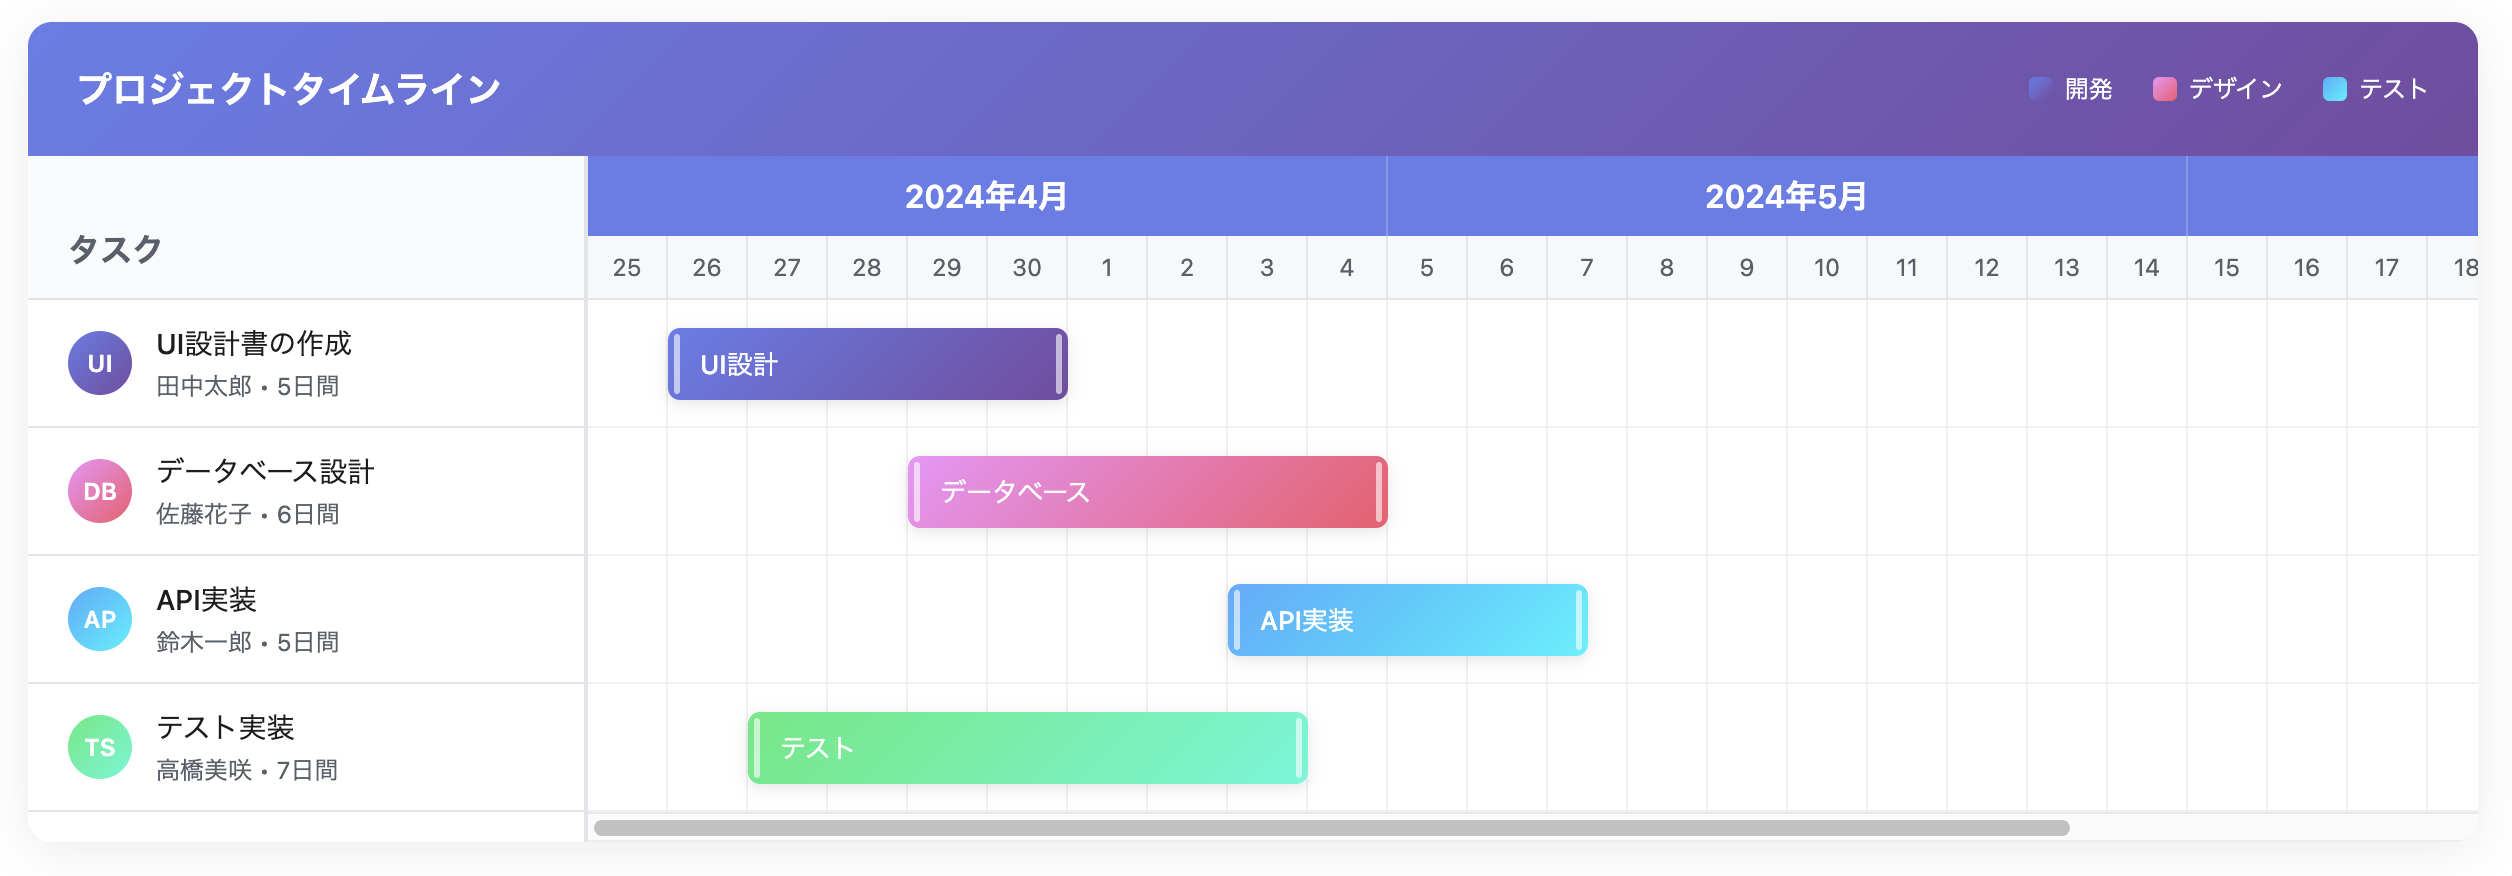 プロジェクトタイムライン
開発 デザイン テスト
タスク
2024年4月 2024年5月
25 26 27 28 29 30 1 2 3 4 5 6 7 8 9 10 11 12 13 14 15 16 17 18
UI
UI設計書の作成
田中太郎 • 5日間
UI設計
DB
データベース設計
佐藤花子 • 6日間
データベース
AP
API実装
鈴木一郎 • 5日間
API実装
TS
テスト実装
高橋美咲 • 7日間
テスト